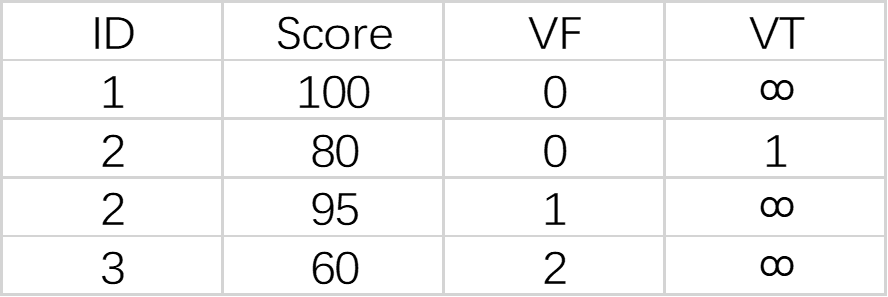 ID Score VF VT
1 100 0 ∞
2 80 0 1
2 95 1 ∞
3 60 2 ∞